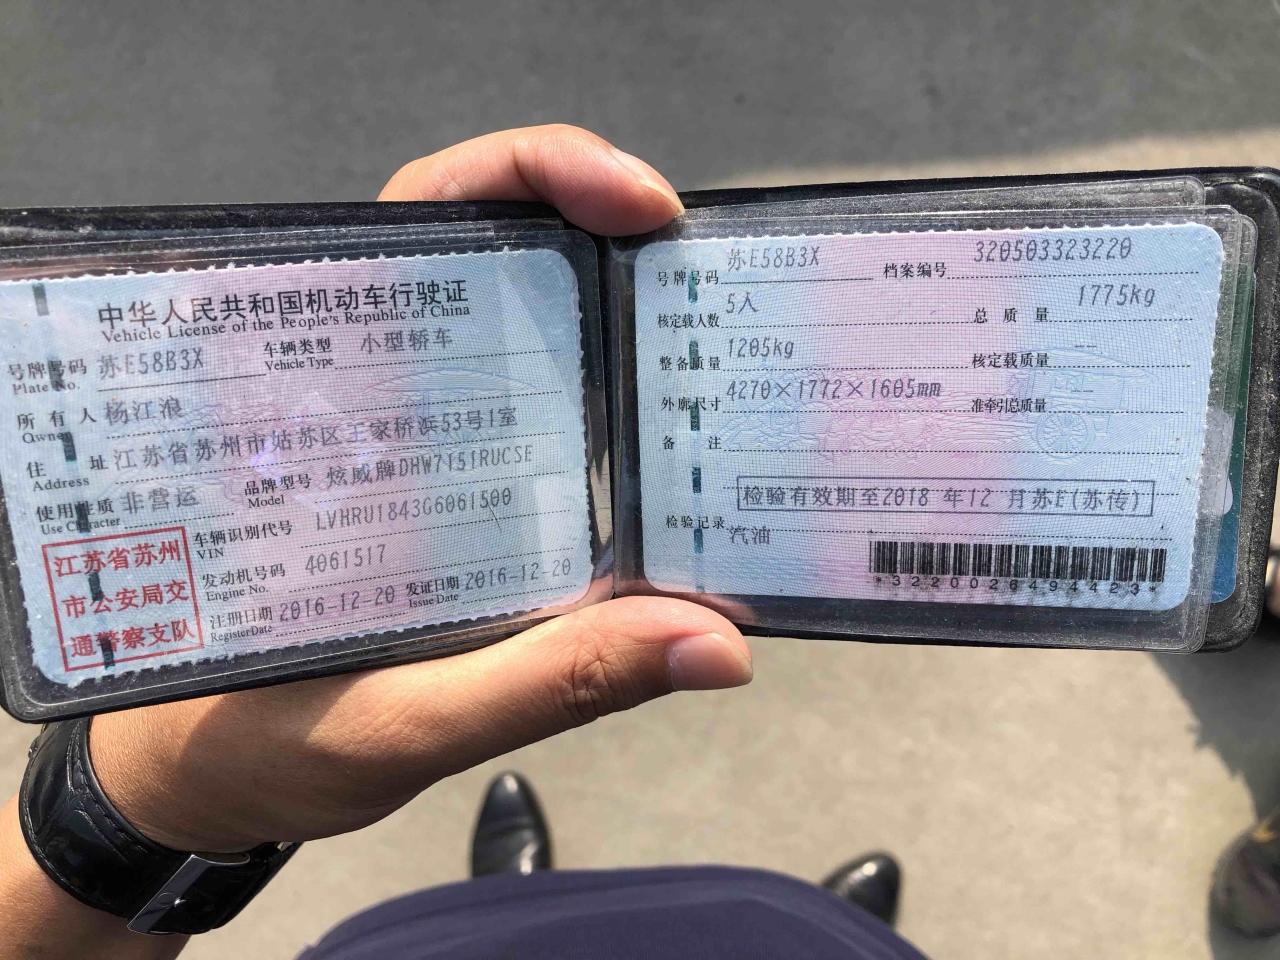 中华人民共和国机动车行驶证
Vehicle License of the People's Republic of China
号牌号码 苏E58B3X 车辆类型 小型轿车
Plate No. Vehicle Type
所有人 杨江浪
Owner
住址 江苏省苏州市姑苏区王家桥浜53号1室
Address
使用性质 非营运 品牌型号 炫威牌DHW7151RUCSE
Use Character Model
车辆识别代号 LVHRU1843G6061500
VIN
发动机号码 4061517
Engine No.
注册日期 2016-12-20 发证日期 2016-12-20
Register Date Issue Date
江苏省苏州
市公安局交
通警察支队
号牌号码 苏E58B3X 档案编号 320503323220
核定载人数 5人 总质量 1775kg
整备质量 1205kg 核定载质量 --
外廓尺寸 4270×1772×1605mm 准牵引总质量 --
备注
检验有效期至2018 年12 月苏E(苏传)
检验记录
汽油
*3220026494423*